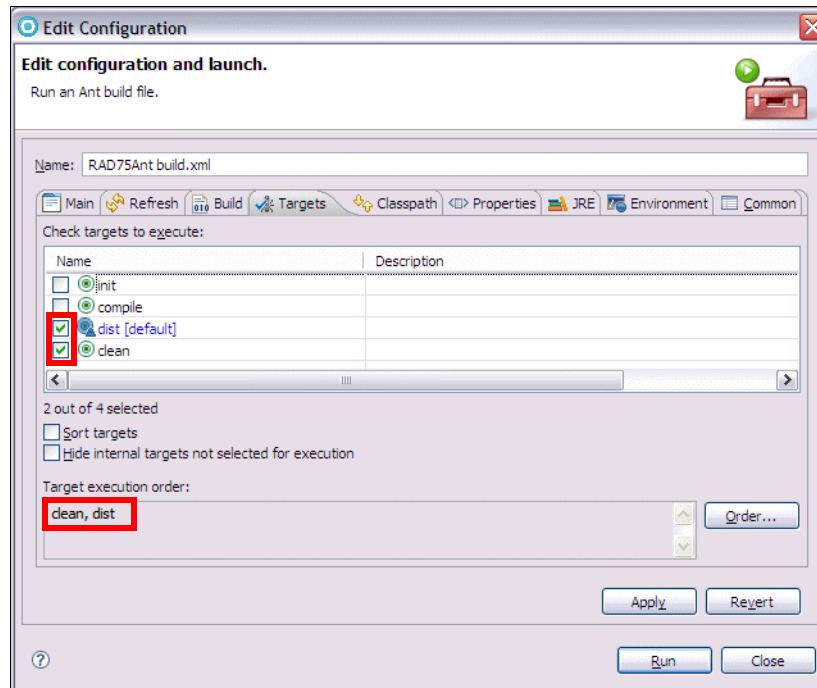 Edit Configuration
Edit configuration and launch.
Run an Ant build file.
Name: RAD75Ant build.xml
Main Refresh Build Targets Classpath Properties JRE Environment Common
Check targets to execute:
Name Description
init
compile
dist [default]
clean
2 out of 4 selected
Sort targets
Hide internal targets not selected for execution
Target execution order:
clean, dist
Order...
Apply Revert
Run Close